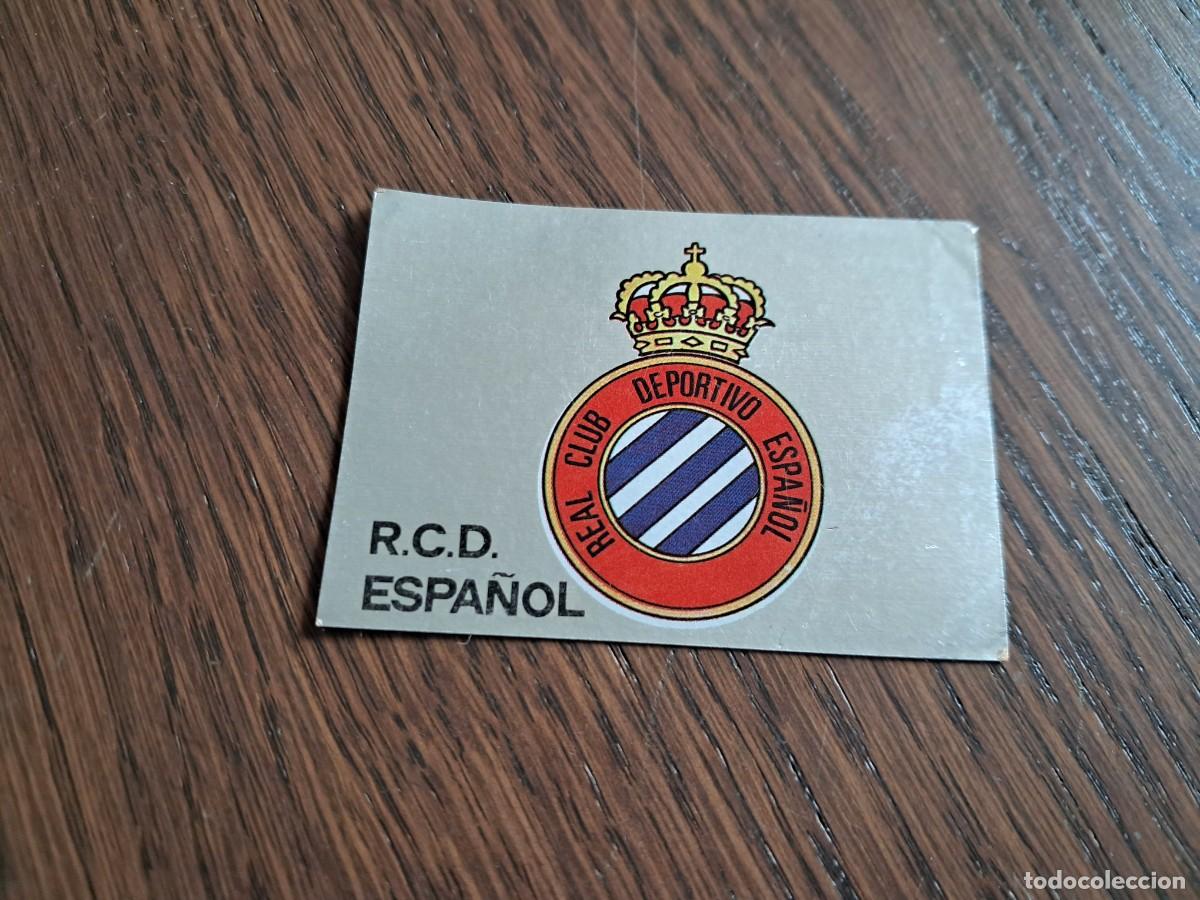 REAL CLUB DEPORTIVO ESPAÑOL
R.C.D.
ESPAÑOL
todocoleccion